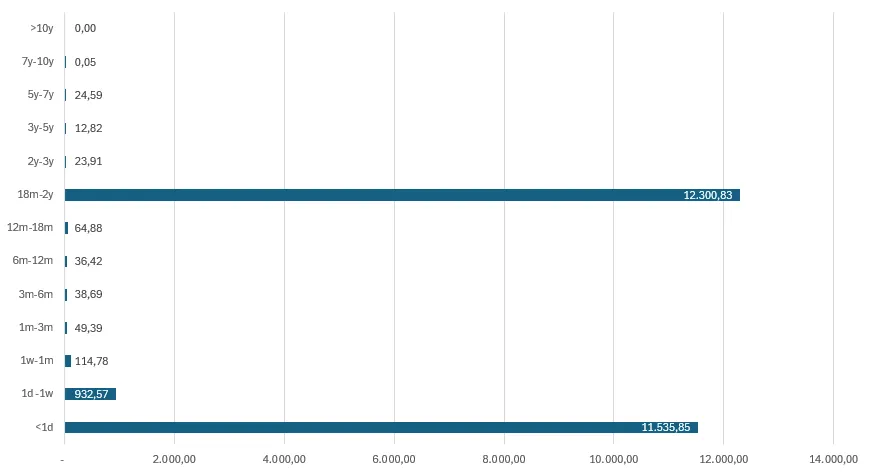 >10y 0,00
7y-10y 0,05
5y-7y 24,59
3y-5y 12,82
2y-3y 23,91
18m-2y 12.300,83
12m-18m 64,88
6m-12m 36,42
3m-6m 38,69
1m-3m 49,39
1w-1m 114,78
1d-1w 932,57
<1d 11.535,85
- 2.000,00 4.000,00 6.000,00 8.000,00 10.000,00 12.000,00 14.000,00